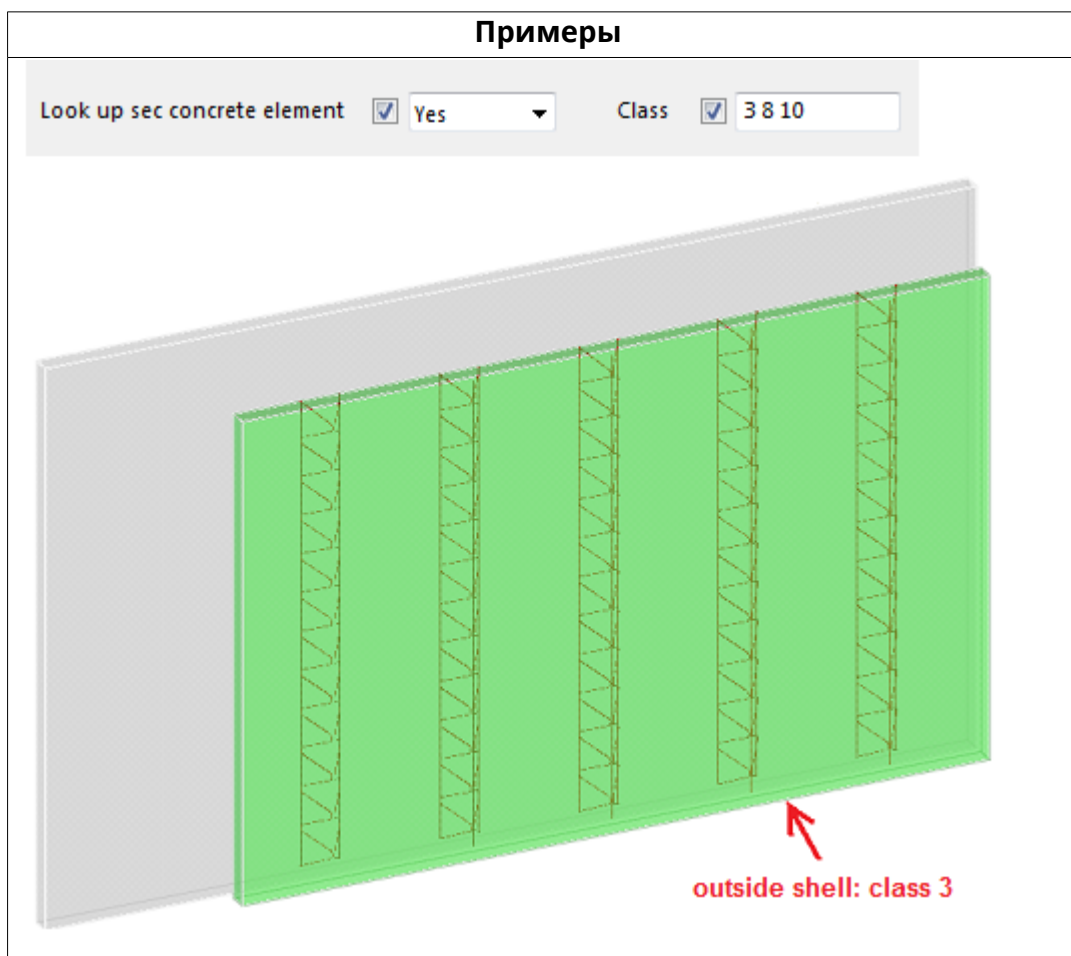 Примеры
Look up sec concrete element Yes Class 3 8 10
outside shell: class 3